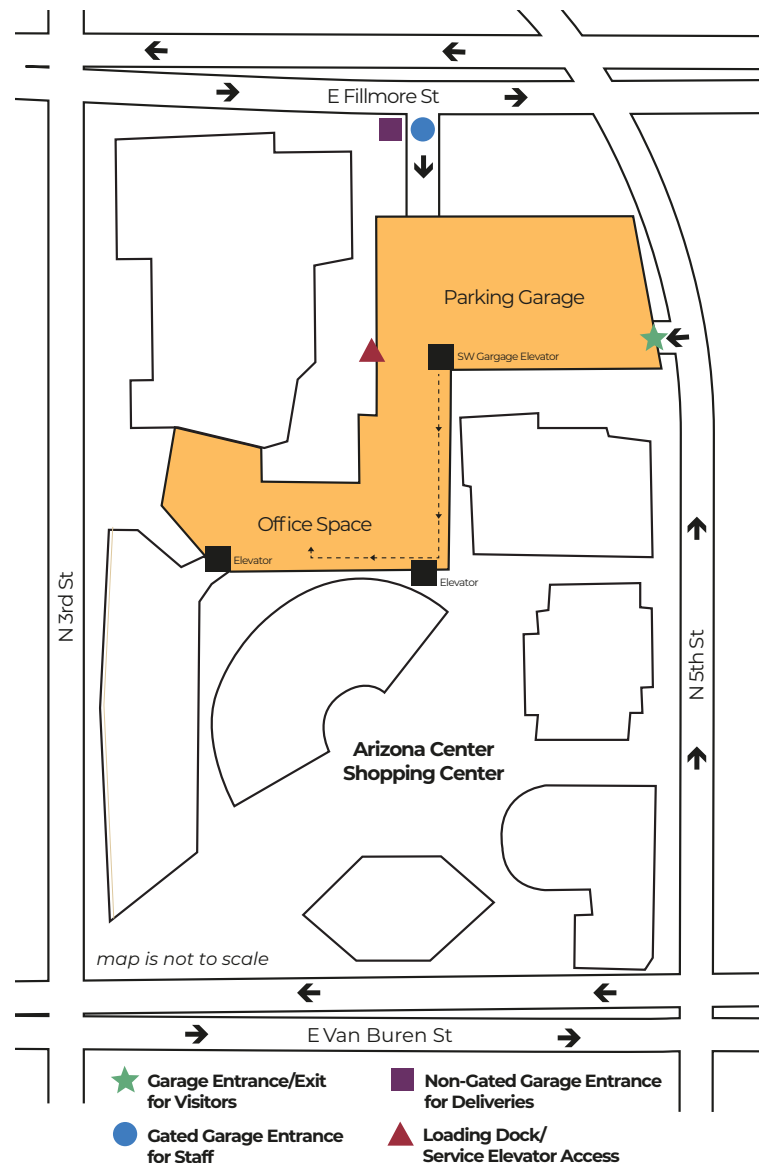 E Fillmore St
Parking Garage
SW Gargage Elevator
Office Space
Elevator
Elevator
N 3rd St
N 5th St
Arizona Center
Shopping Center
map is not to scale
E Van Buren St
Garage Entrance/Exit
for Visitors
Non-Gated Garage Entrance
for Deliveries
Gated Garage Entrance
for Staff
Loading Dock/
Service Elevator Access